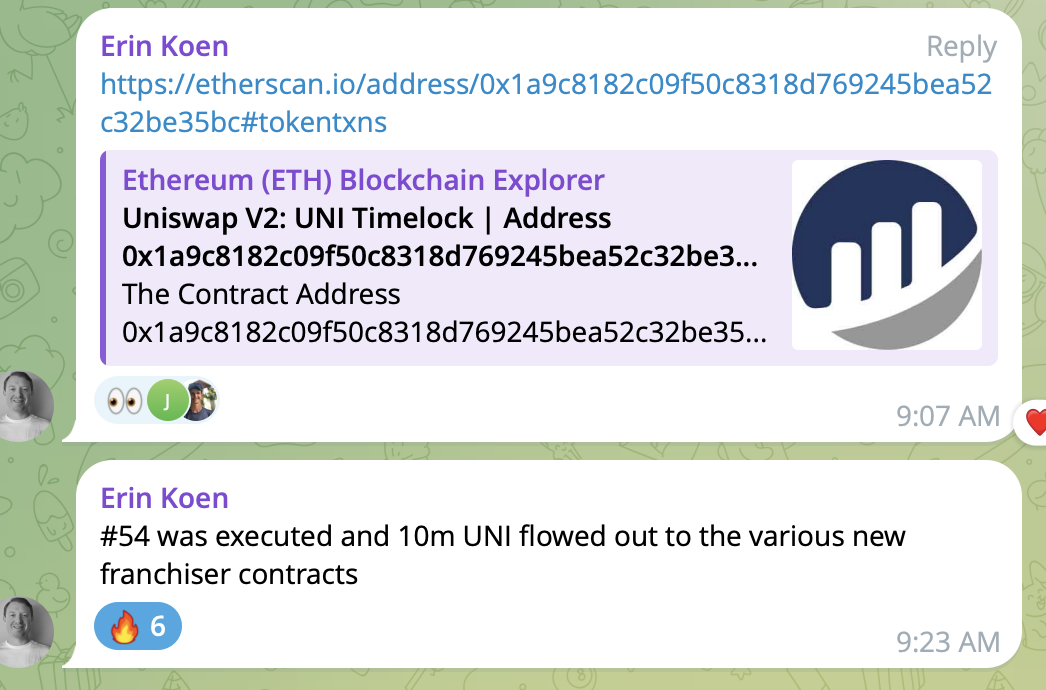 Erin Koen
Reply
https://etherscan.io/address/0x1a9c8182c09f50c8318d769245bea52
c32be35bc#tokentxns
Ethereum (ETH) Blockchain Explorer
Uniswap V2: UNI Timelock | Address
0x1a9c8182c09f50c8318d769245bea52c32be3...
The Contract Address
0x1a9c8182c09f50c8318d769245bea52c32be35...
J
9:07 AM
Erin Koen
#54 was executed and 10m UNI flowed out to the various new
franchiser contracts
6
9:23 AM